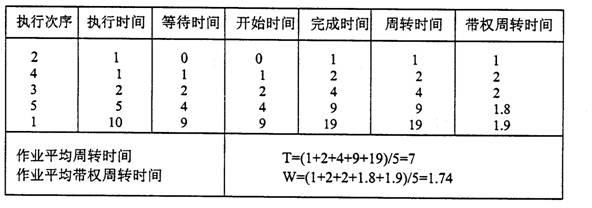 执行次序 执行时间 等待时间 开始时间 完成时间 周转时间 带权周转时间
2 1 0 0 1 1 1
4 1 1 1 2 2 2
3 2 2 2 4 4 2
5 5 4 4 9 9 1.8
1 10 9 9 19 19 1.9
作业平均周转时间 T=(1+2+4+9+19)/5=7
作业平均带权周转时间 W=(1+2+2+1.8+1.9)/5=1.74